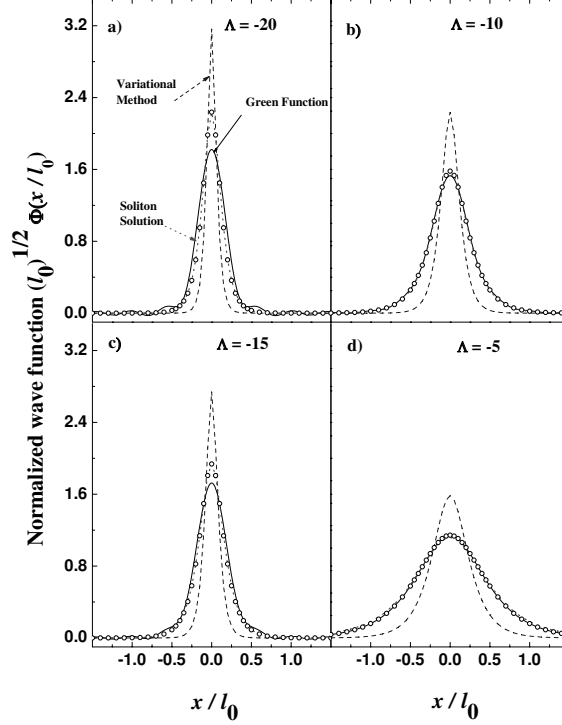 a)
Λ = -20
b)
Λ = -10
Variational
Method
Green Function
Soliton
Solution
3.2
2.4
1.6
0.8
0.0
c)
Λ = -15
d)
Λ = -5
3.2
2.4
1.6
0.8
0.0
-1.0 -0.5 0.0 0.5 1.0
-1.0 -0.5 0.0 0.5 1.0
x / l0
x / l0
Normalized wave function (l0)1/2 Φ(x / l0)